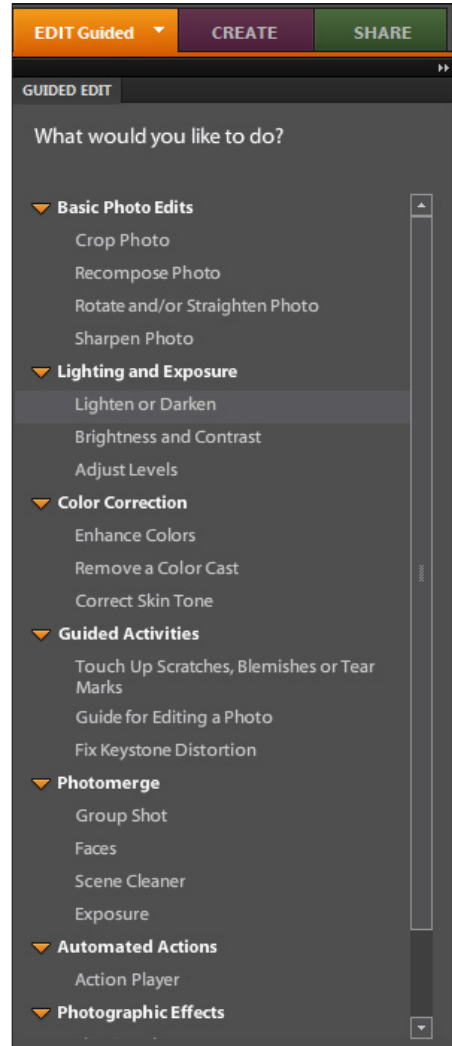 EDIT Guided CREATE SHARE
GUIDED EDIT
What would you like to do?
Basic Photo Edits
Crop Photo
Recompose Photo
Rotate and/or Straighten Photo
Sharpen Photo
Lighting and Exposure
Lighten or Darken
Brightness and Contrast
Adjust Levels
Color Correction
Enhance Colors
Remove a Color Cast
Correct Skin Tone
Guided Activities
Touch Up Scratches, Blemishes or Tear
Marks
Guide for Editing a Photo
Fix Keystone Distortion
Photomerge
Group Shot
Faces
Scene Cleaner
Exposure
Automated Actions
Action Player
Photographic Effects